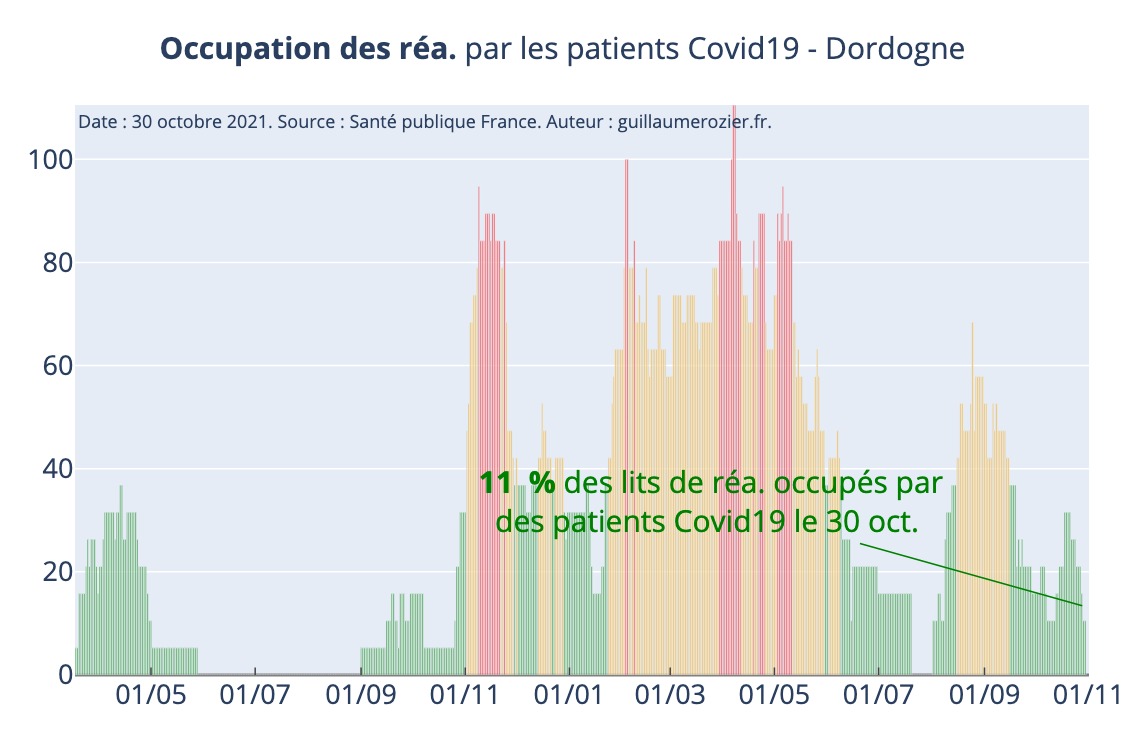 Occupation des réa. par les patients Covid19 - Dordogne
Date : 30 octobre 2021. Source : Santé publique France. Auteur : guillaumerozier.fr.
100
80
60
40
11 % des lits de réa. occupés par
des patients Covid19 le 30 oct.
20
0
01/05 01/07 01/09 01/11 01/01 01/03 01/05 01/07 01/09 01/11